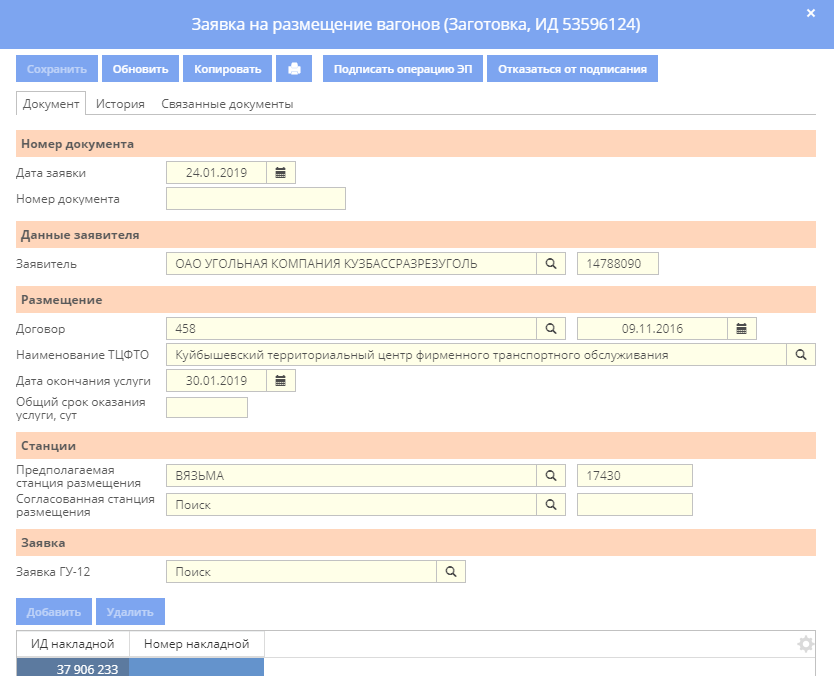 Заявка на размещение вагонов (Заготовка, ИД 53596124)
×
Сохранить Обновить Копировать Подписать операцию ЭП Отказаться от подписания
Документ История Связанные документы
Номер документа
Дата заявки 24.01.2019
Номер документа
Данные заявителя
Заявитель ОАО УГОЛЬНАЯ КОМПАНИЯ КУЗБАССРАЗРЕЗУГОЛЬ 14788090
Размещение
Договор 458 09.11.2016
Наименование ТЦФТО Куйбышевский территориальный центр фирменного транспортного обслуживания
Дата окончания услуги 30.01.2019
Общий срок оказания
услуги, сут
Станции
Предполагаемая
станция размещения ВЯЗЬМА 17430
Согласованная станция
размещения Поиск
Заявка
Заявка ГУ-12 Поиск
Добавить Удалить
ИД накладной Номер накладной
37 906 233